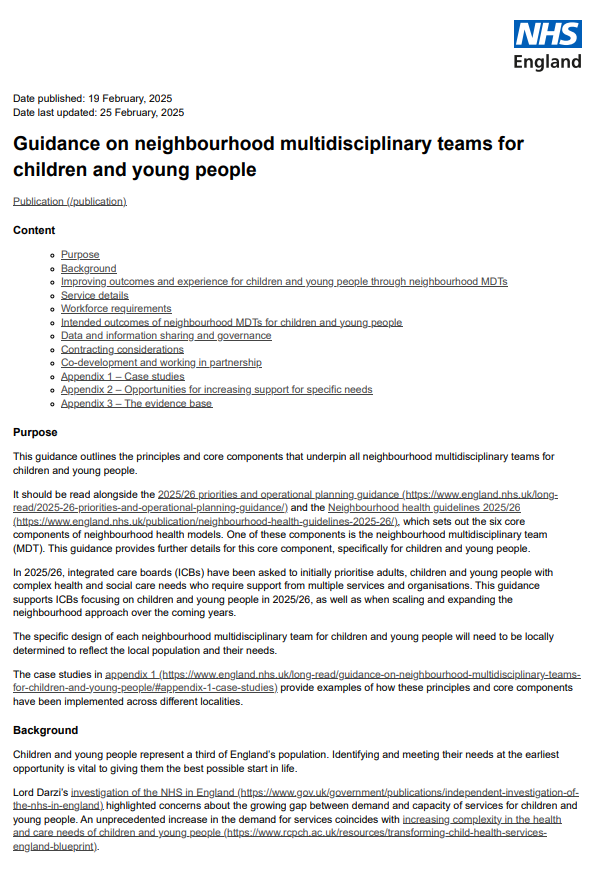 NHS
England
Date published: 19 February, 2025
Date last updated: 25 February, 2025
Guidance on neighbourhood multidisciplinary teams for
children and young people
Publication (/publication)
Content
Purpose
Background
Improving outcomes and experience for children and young people through neighbourhood MDTs
Service details
Workforce requirements
Intended outcomes of neighbourhood MDTs for children and young people
Data and information sharing and governance
Contracting considerations
Co-development and working in partnership
Appendix 1 – Case studies
Appendix 2 – Opportunities for increasing support for specific needs
Appendix 3 – The evidence base
Purpose
This guidance outlines the principles and core components that underpin all neighbourhood multidisciplinary teams for
children and young people.
It should be read alongside the 2025/26 priorities and operational planning guidance (https://www.england.nhs.uk/long-
read/2025-26-priorities-and-operational-planning-guidance/) and the Neighbourhood health guidelines 2025/26
(https://www.england.nhs.uk/publication/neighbourhood-health-guidelines-2025-26/), which sets out the six core
components of neighbourhood health models. One of these components is the neighbourhood multidisciplinary team
(MDT). This guidance provides further details for this core component, specifically for children and young people.
In 2025/26, integrated care boards (ICBs) have been asked to initially prioritise adults, children and young people with
complex health and social care needs who require support from multiple services and organisations. This guidance
supports ICBs focusing on children and young people in 2025/26, as well as when scaling and expanding the
neighbourhood approach over the coming years.
The specific design of each neighbourhood multidisciplinary team for children and young people will need to be locally
determined to reflect the local population and their needs.
The case studies in appendix 1 (https://www.england.nhs.uk/long-read/guidance-on-neighbourhood-multidisciplinary-teams-
for-children-and-young-people/#appendix-1-case-studies) provide examples of how these principles and core components
have been implemented across different localities.
Background
Children and young people represent a third of England's population. Identifying and meeting their needs at the earliest
opportunity is vital to giving them the best possible start in life.
Lord Darzi's investigation of the NHS in England (https://www.gov.uk/government/publications/independent-investigation-of-
the-nhs-in-england) highlighted concerns about the growing gap between demand and capacity of services for children and
young people. An unprecedented increase in the demand for services coincides with increasing complexity in the health
and care needs of children and young people (https://www.rcpch.ac.uk/resources/transforming-child-health-services-
england-blueprint).